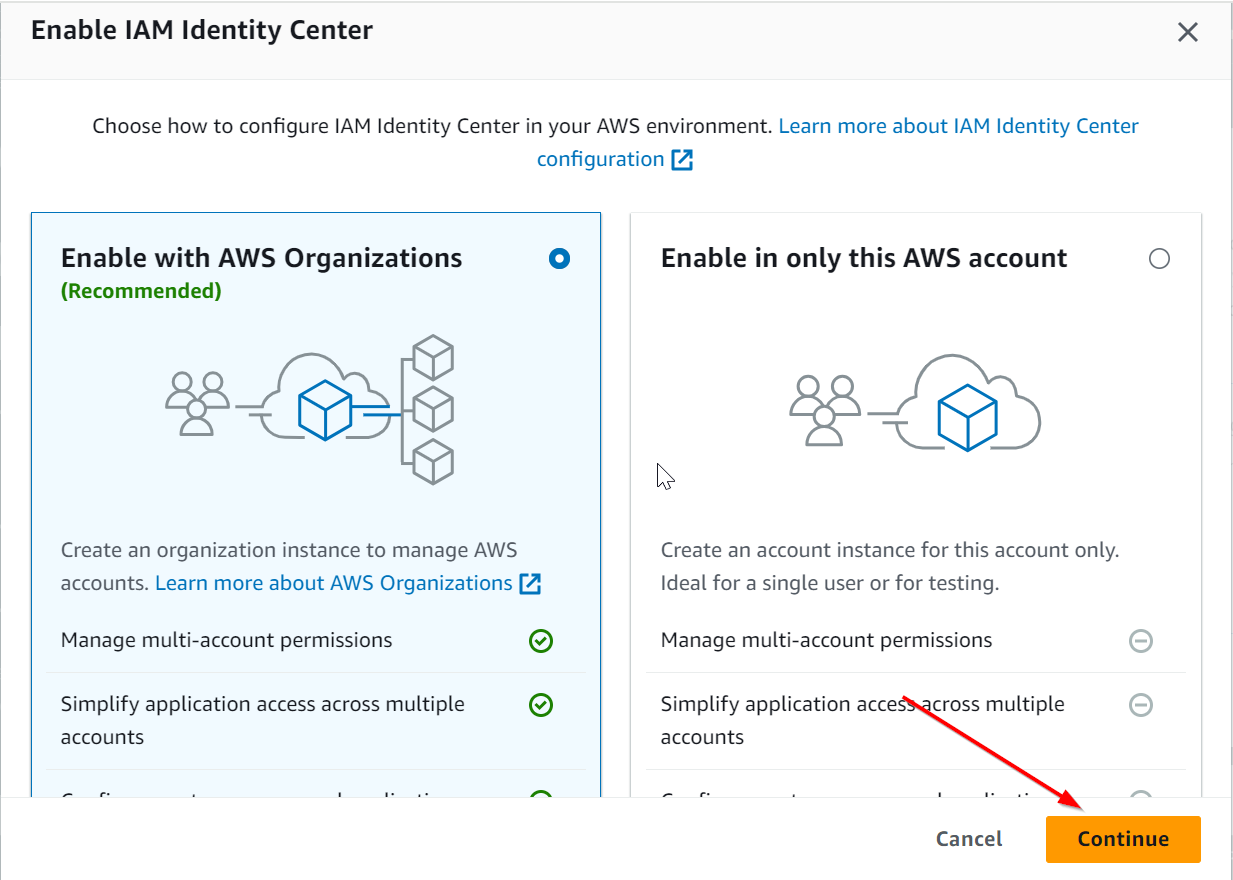 Enable IAM Identity Center
Choose how to configure IAM Identity Center in your AWS environment. Learn more about IAM Identity Center
configuration
Enable with AWS Organizations
(Recommended)
Create an organization instance to manage AWS
accounts. Learn more about AWS Organizations
Manage multi-account permissions
Simplify application access across multiple
accounts
Enable in only this AWS account
Create an account instance for this account only.
Ideal for a single user or for testing.
Manage multi-account permissions
Simplify application access across multiple
accounts
Cancel
Continue